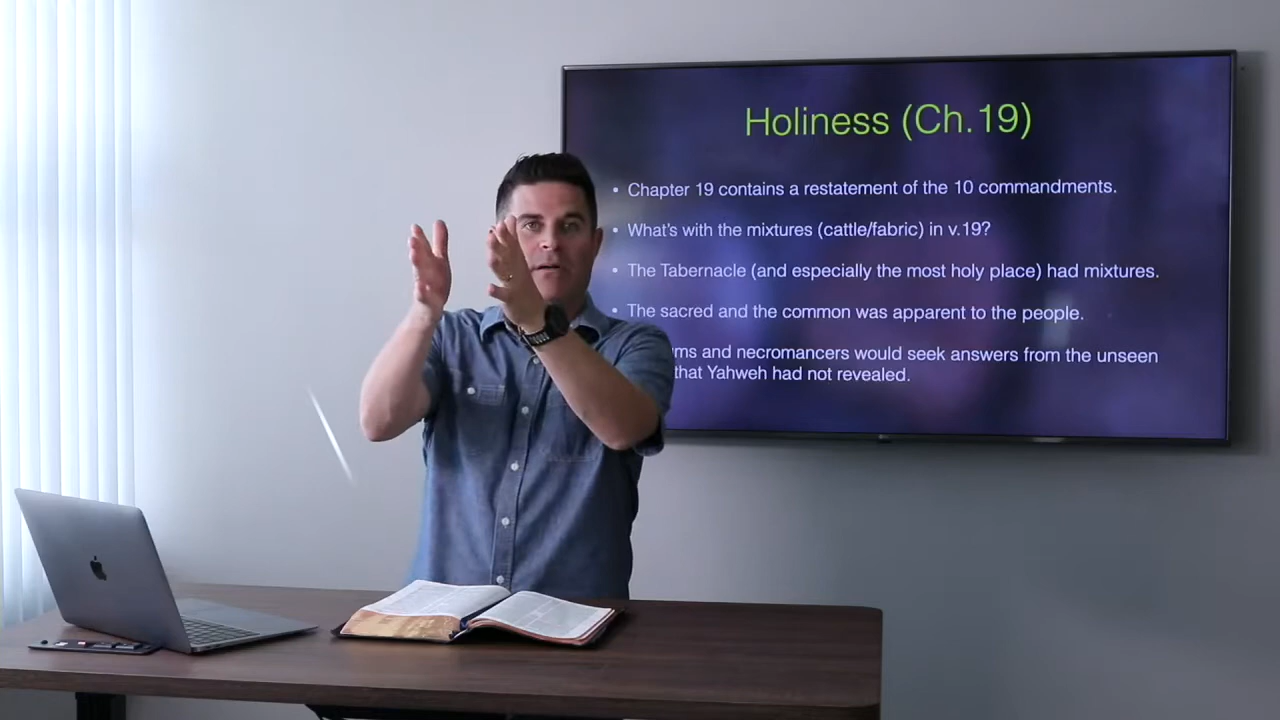 Holiness (Ch.19)
• Chapter 19 contains a restatement of the 10 commandments.
• What's with the mixtures (cattle/fabric) in v.19?
• The Tabernacle (and especially the most holy place) had mixtures.
• The sacred and the common was apparent to the people.
and necromancers would seek answers from the unseen
that Yahweh had not revealed.